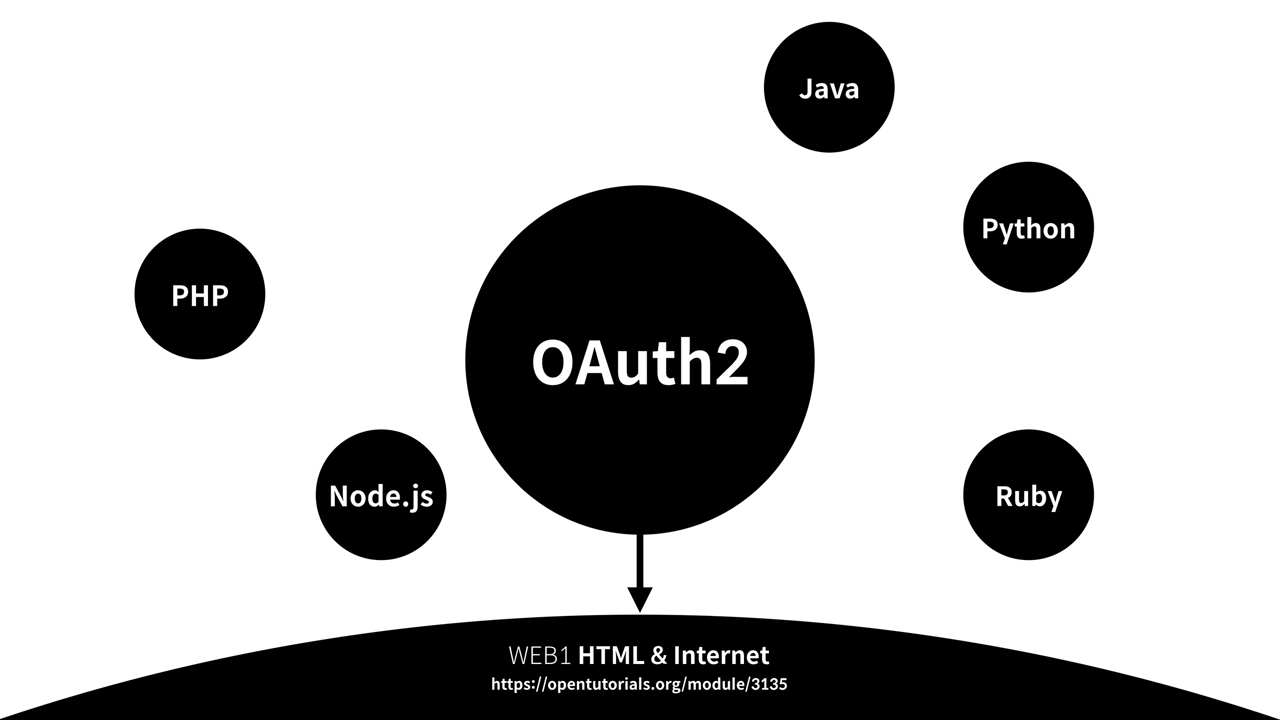 Java
Python
PHP
OAuth2
Node.js
Ruby
WEB1 HTML & Internet
https://opentutorials.org/module/3135